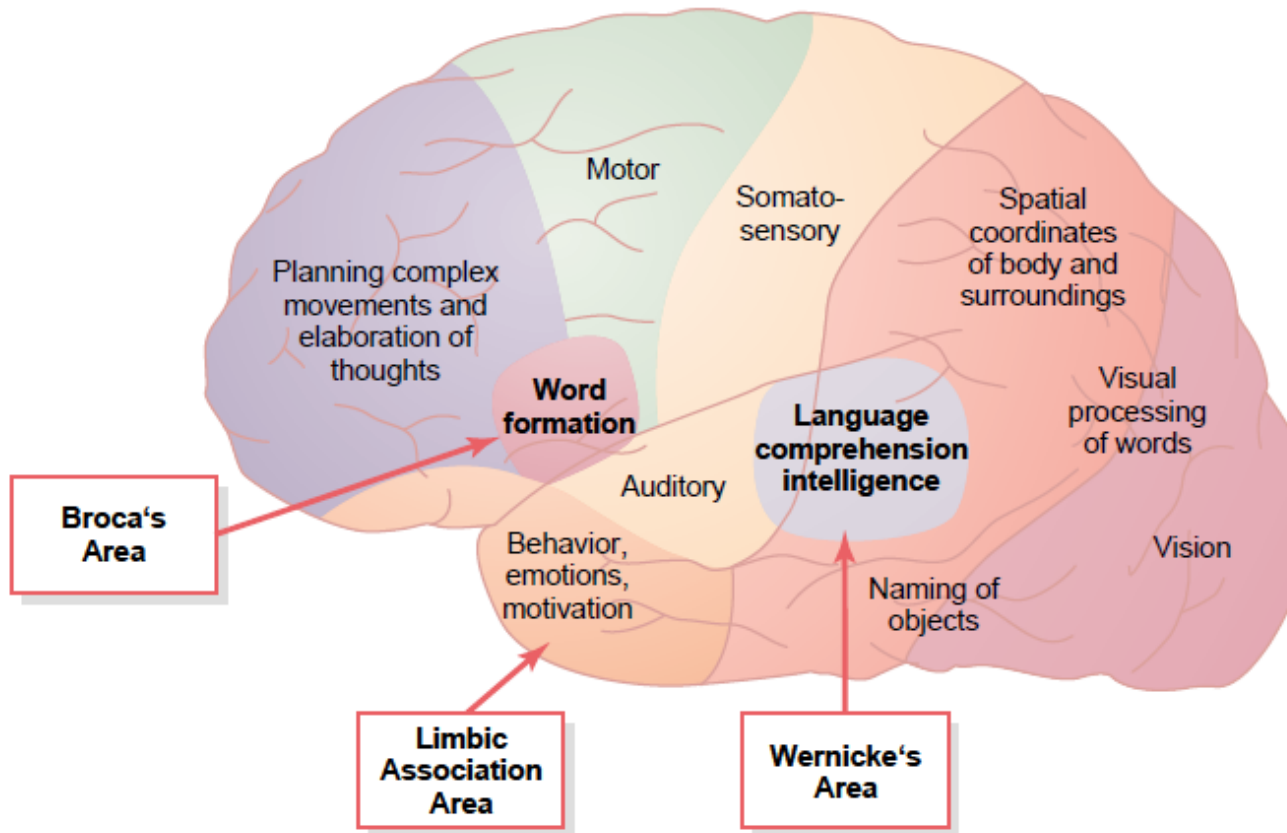 Motor
Somato-
sensory
Spatial
coordinates
of body and
surroundings
Planning complex
movements and
elaboration of
thoughts
Word
formation
Visual
processing
of words
Language
comprehension
intelligence
Auditory
Broca‘s
Area
Behavior,
emotions,
motivation
Vision
Naming of
objects
Limbic
Association
Area
Wernicke‘s
Area